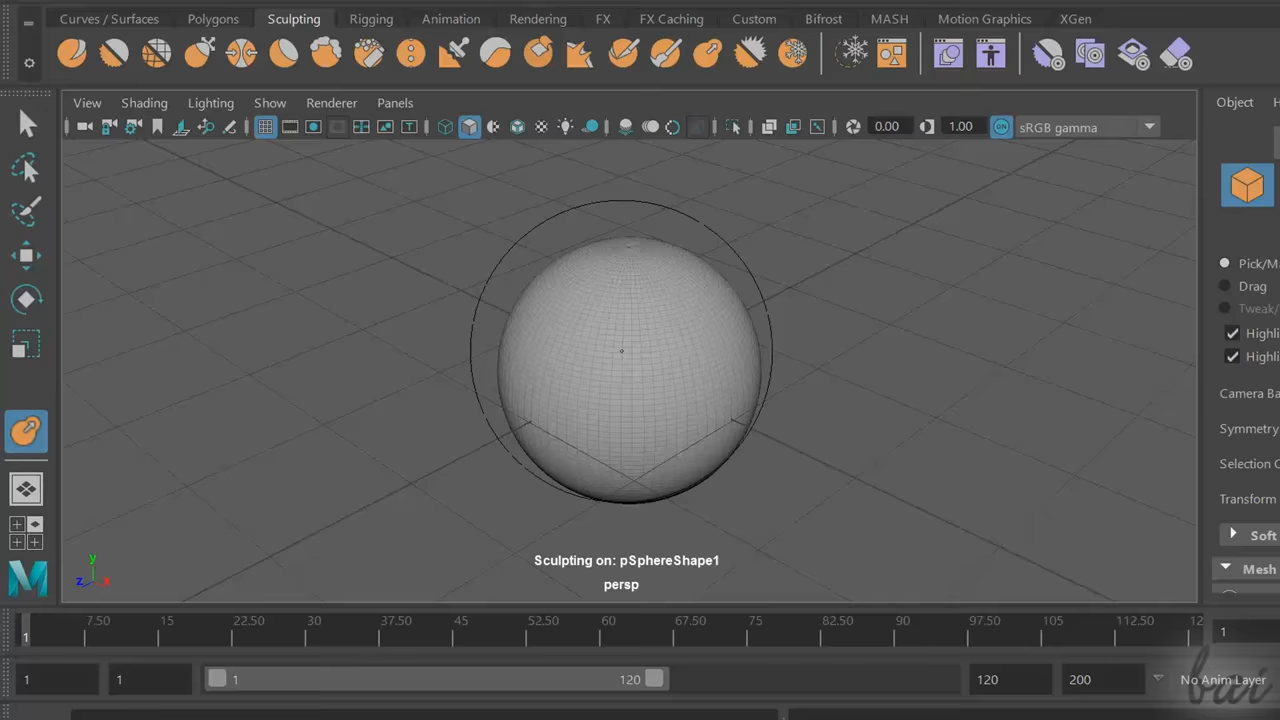 Curves / Surfaces Polygons Sculpting Rigging Animation Rendering FX FX Caching Custom Bifrost MASH Motion Graphics XGen
View Shading Lighting Show Renderer Panels Object
0.00 1.00 ON sRGB gamma
Pick/M
Drag
Tweak/
Highli
Highli
Camera Ba
Symmetry
Selection C
Transform
Soft
Mesh
Sculpting on: pSphereShape1
persp
y
z x
1 7.50 15 22.50 30 37.50 45 52.50 60 67.50 75 82.50 90 97.50 105 112.50 12 1
1 1 1 120 120 200 No Anim Layer
bwi